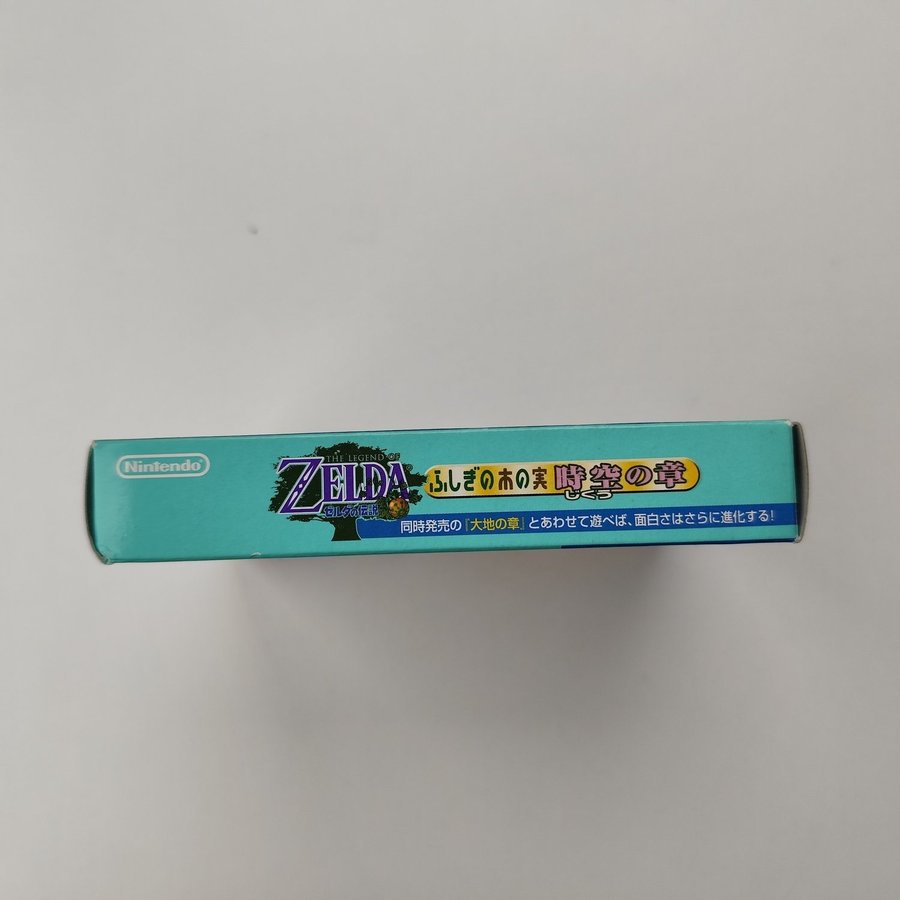 Nintendo
THE LEGEND OF
ZELDA
ゼルダの伝説
ふしぎの木の実 時空の章
じくう
同時発売の『大地の章』とあわせて遊べば、面白さはさらに進化する!